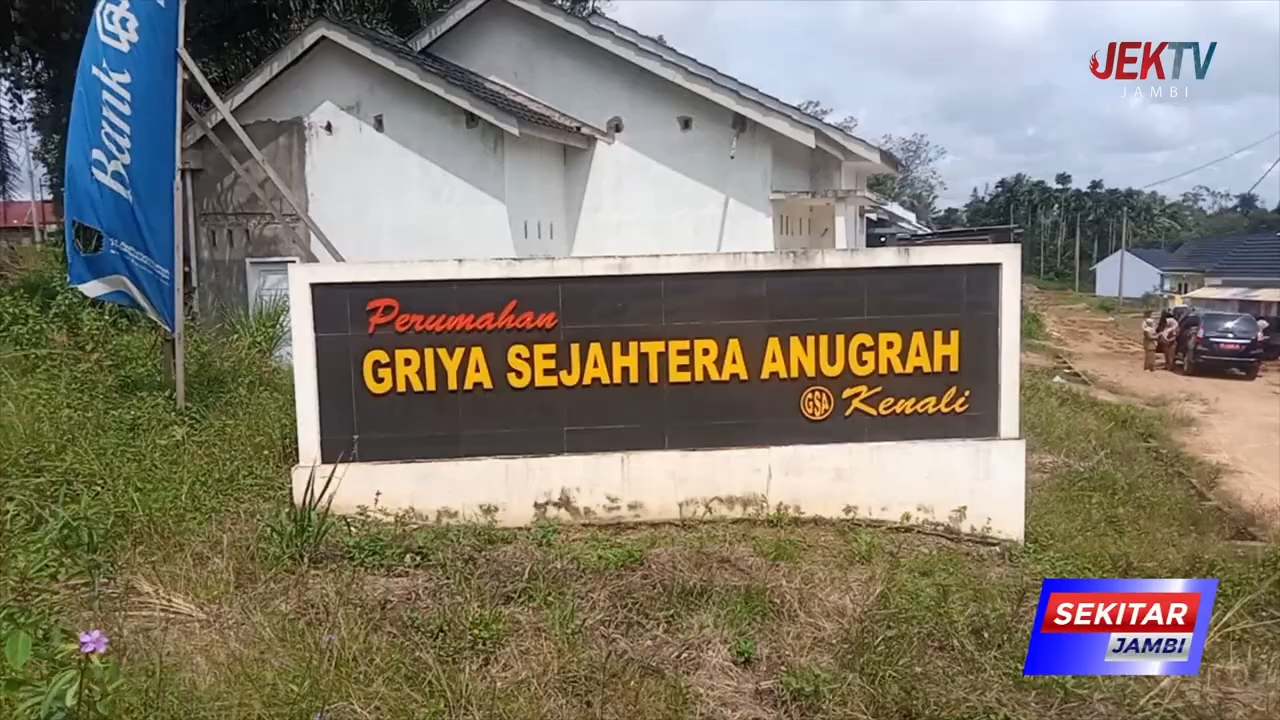 JEKTV
JAMBI
Bank
Perumahan
GRIYA SEJAHTERA ANUGRAH
GSA Kenali
SEKITAR
JAMBI